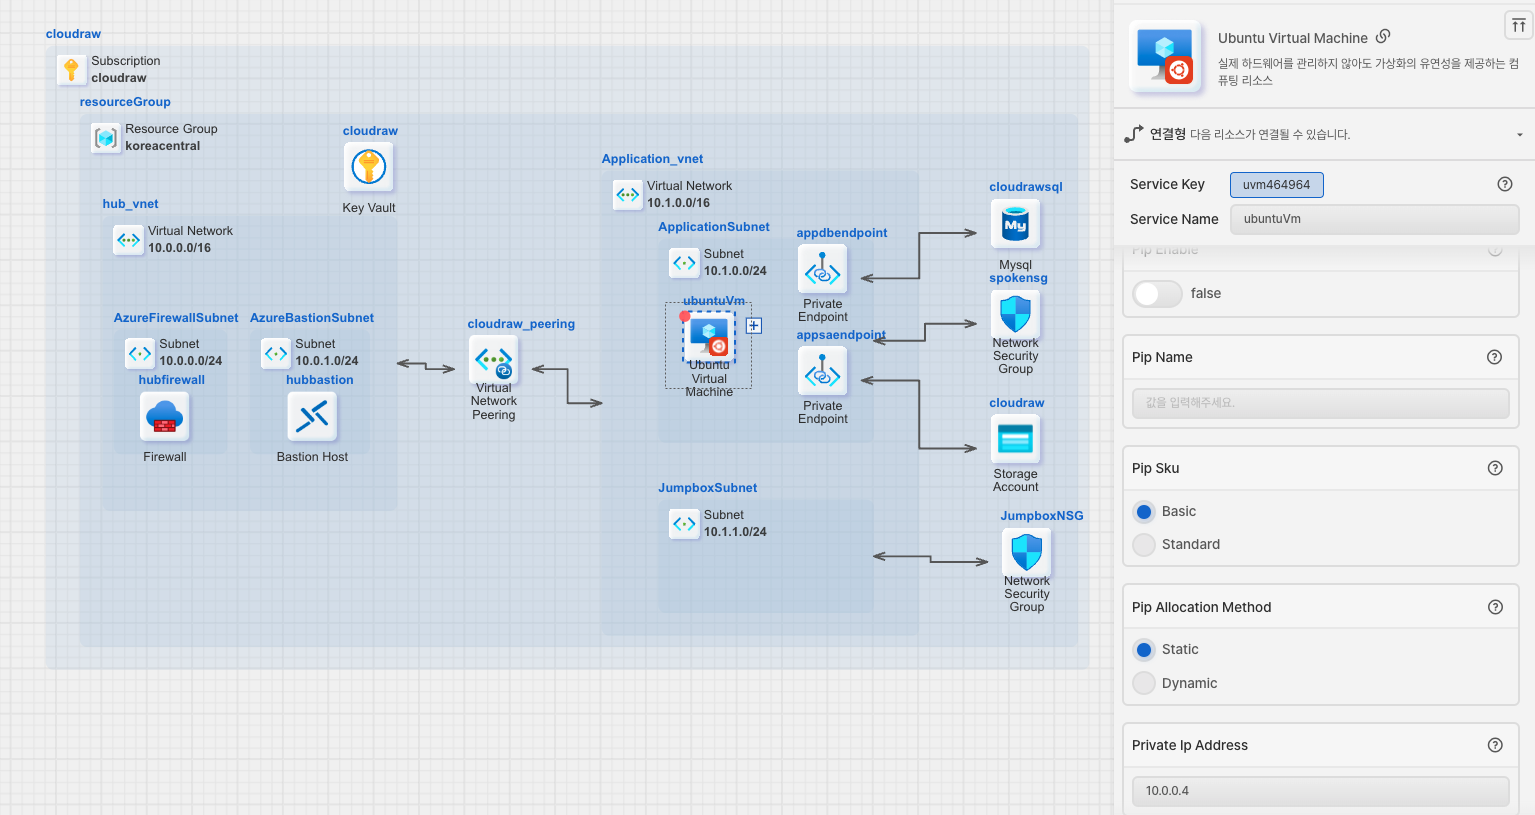 cloudraw
Subscription
cloudraw
resourceGroup
Resource Group
koreacentral
cloudraw
Key Vault
hub_vnet
Virtual Network
10.0.0.0/16
AzureFirewallSubnet
Subnet
10.0.0.0/24
hubfirewall
Firewall
AzureBastionSubnet
Subnet
10.0.1.0/24
hubbastion
Bastion Host
cloudraw_peering
Virtual
Network
Peering
Application_vnet
Virtual Network
10.1.0.0/16
ApplicationSubnet
Subnet
10.1.0.0/24
ubuntuVm
Ubuntu
Virtual
Machine
appdbendpoint
Private
Endpoint
appsaendpoint
Private
Endpoint
JumpboxSubnet
Subnet
10.1.1.0/24
cloudrawsql
My
Mysql
spokensg
Network
Security
Group
cloudraw
Storage
Account
JumpboxNSG
Network
Security
Group
Ubuntu Virtual Machine
실제 하드웨어를 관리하지 않아도 가상화의 유연성을 제공하는 컴
퓨팅 리소스
연결형 다음 리소스가 연결될 수 있습니다.
Service Key
uvm464964
Service Name
ubuntuVm
Pip Enable
false
Pip Name
값을 입력해주세요.
Pip Sku
Basic
Standard
Pip Allocation Method
Static
Dynamic
Private Ip Address
10.0.0.4